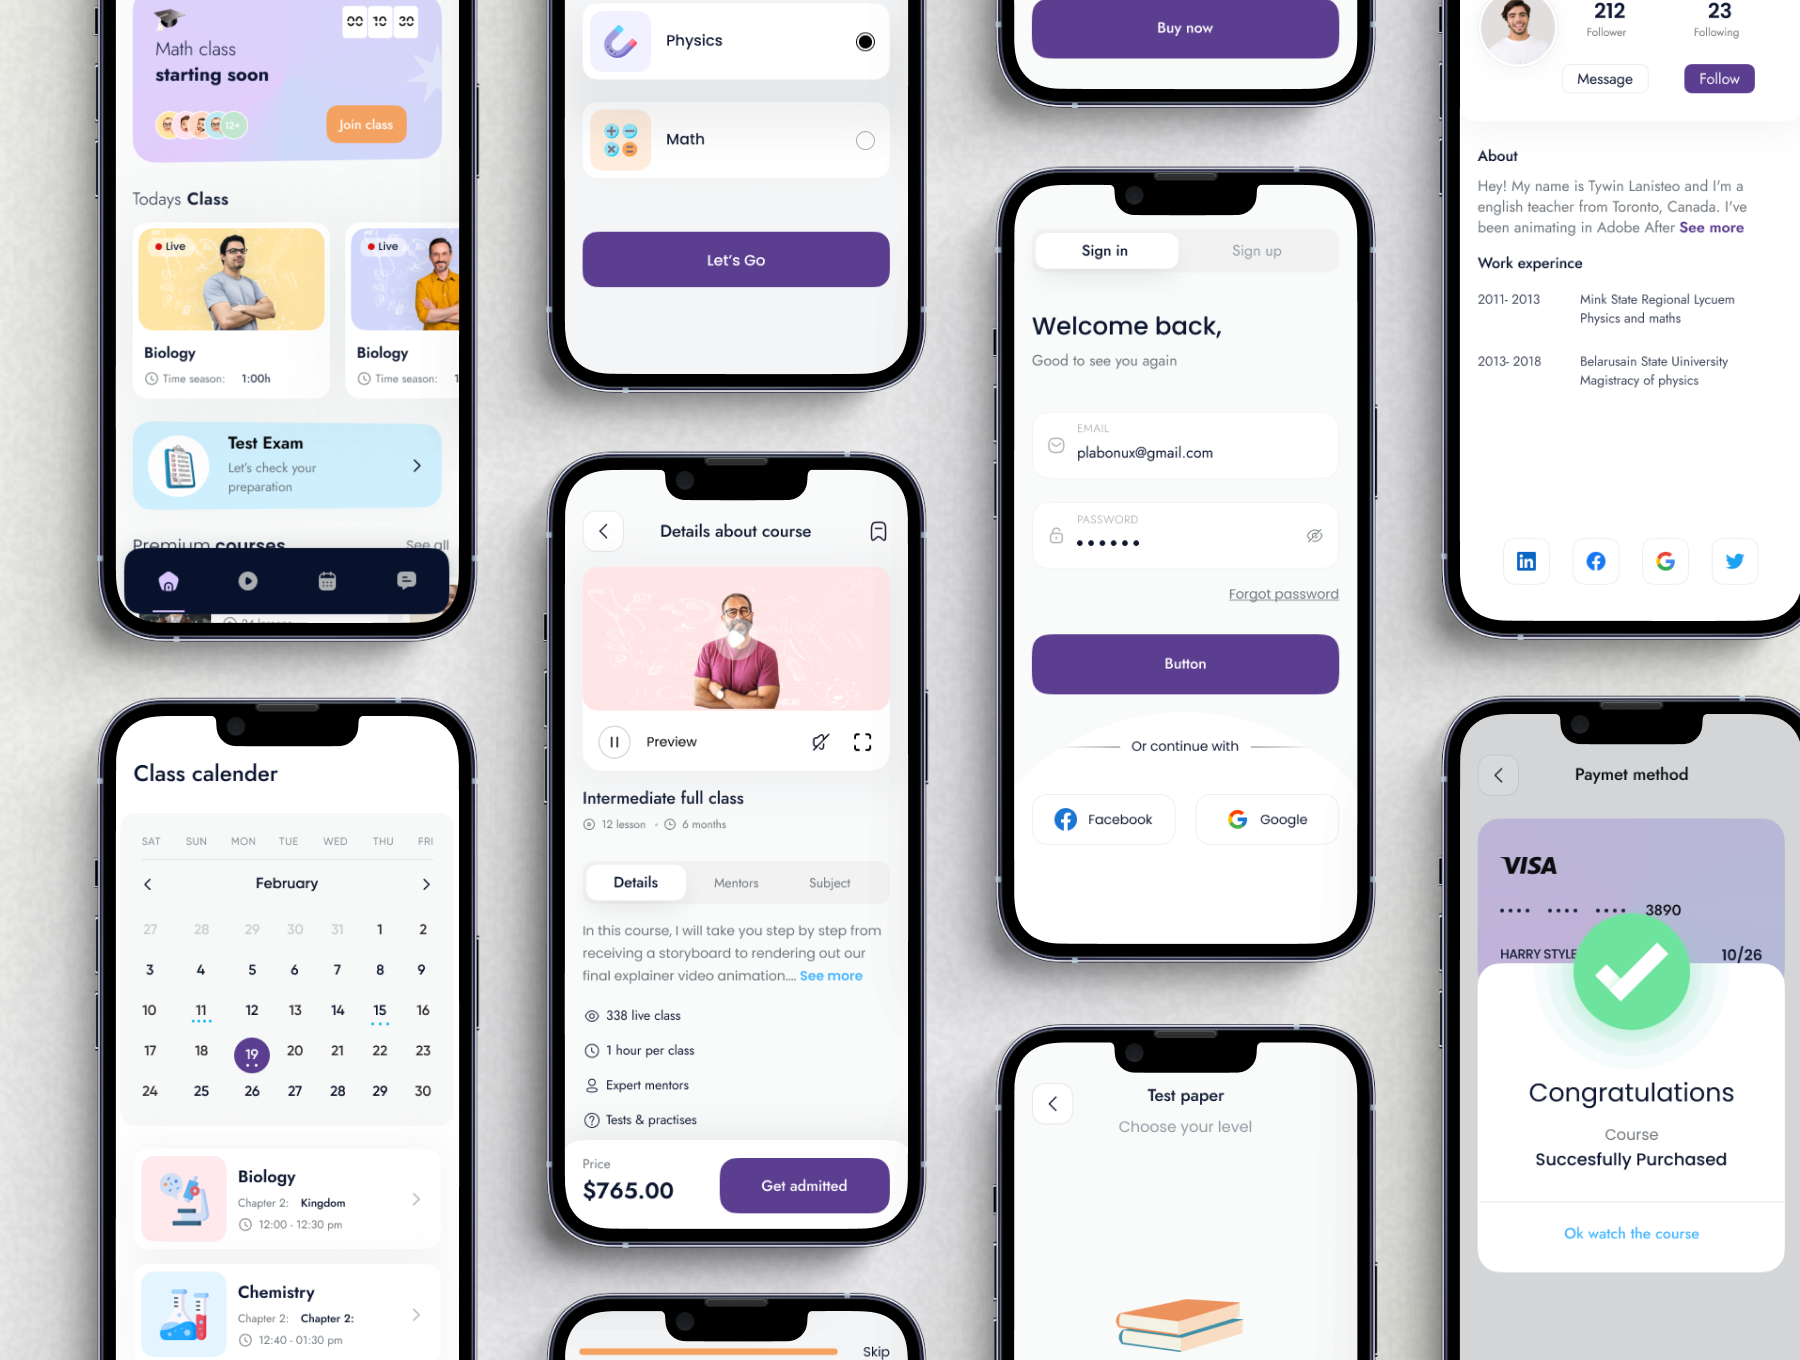 00 10 30
Math class
starting soon
12+
Join class
Todays Class
Live
Biology
Time season: 1:00h
Live
Biology
Time season:
Test Exam
Let's check your
preparation
Premium courses
See all
24 lessons
Class calender
SAT SUN MON TUE WED THU FRI
February
27 28 29 30 31 1 2
3 4 5 6 7 8 9
10 11 12 13 14 15 16
17 18 19 20 21 22 23
24 25 26 27 28 29 30
Biology
Chapter 2: Kingdom
12:00 - 12:30 pm
Chemistry
Chapter 2: Chapter 2:
12:40 - 01:30 pm
Physics
Math
Let's Go
Details about course
Preview
Intermediate full class
12 lesson • 6 months
Details Mentors Subject
In this course, I will take you step by step from
receiving a storyboard to rendering out our
final explainer video animation.... See more
338 live class
1 hour per class
Expert mentors
Tests & practises
Price
$765.00
Get admitted
Skip
Buy now
Sign in Sign up
Welcome back,
Good to see you again
EMAIL
plabonux@gmail.com
PASSWORD
••••••
Forgot password
Button
Or continue with
Facebook Google
Test paper
Choose your level
212 23
Follower Following
Message Follow
About
Hey! My name is Tywin Lanisteo and I'm a
english teacher from Toronto, Canada. I've
been animating in Adobe After See more
Work experince
2011- 2013 Mink State Regional Lycuem
Physics and maths
2013- 2018 Belarusain State Uiniversity
Magistracy of physics
in
Paymet method
VISA
•••• •••• •••• 3890
HARRY STYLE 10/26
Congratulations
Course
Succesfully Purchased
Ok watch the course